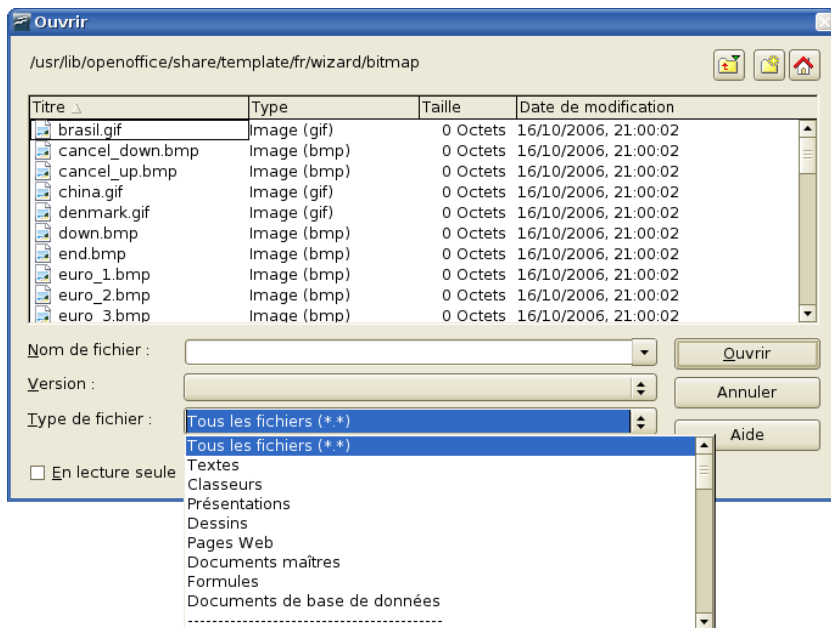 Ouvrir
/usr/lib/openoffice/share/template/fr/wizard/bitmap
Titre Type Taille Date de modification
brasil.gif Image (gif) 0 Octets 16/10/2006, 21:00:02
cancel_down.bmp Image (bmp) 0 Octets 16/10/2006, 21:00:02
cancel_up.bmp Image (bmp) 0 Octets 16/10/2006, 21:00:02
china.gif Image (gif) 0 Octets 16/10/2006, 21:00:02
denmark.gif Image (gif) 0 Octets 16/10/2006, 21:00:02
down.bmp Image (bmp) 0 Octets 16/10/2006, 21:00:02
end.bmp Image (bmp) 0 Octets 16/10/2006, 21:00:02
euro_1.bmp Image (bmp) 0 Octets 16/10/2006, 21:00:02
euro_2.bmp Image (bmp) 0 Octets 16/10/2006, 21:00:02
euro_3.bmp Image (bmp) 0 Octets 16/10/2006, 21:00:02
Nom de fichier : Ouvrir
Version : Annuler
Type de fichier : Tous les fichiers (*.*) Aide
Tous les fichiers (*.*)
En lecture seule Textes
Classeurs
Présentations
Dessins
Pages Web
Documents maîtres
Formules
Documents de base de données
------------------------------------------